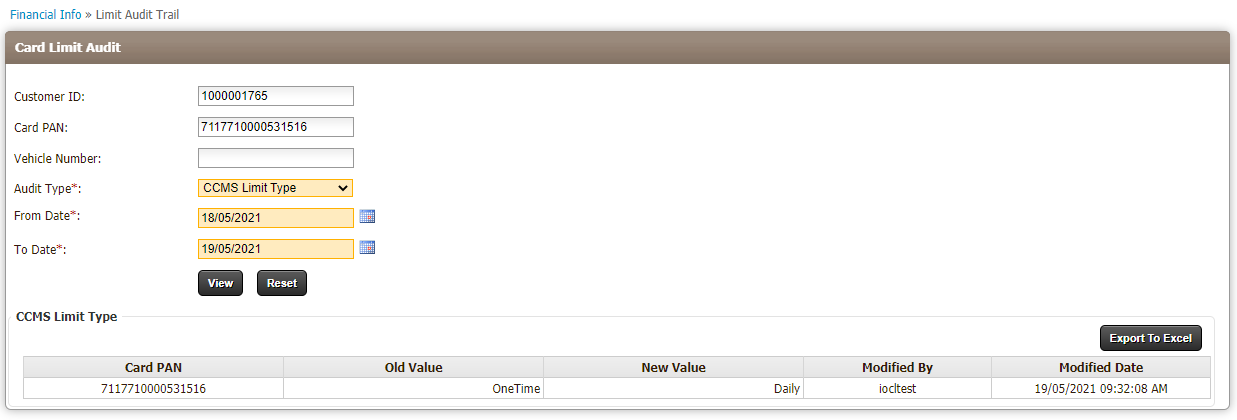 Financial Info » Limit Audit Trail
Card Limit Audit
Customer ID: 1000001765
Card PAN: 7117710000531516
Vehicle Number:
Audit Type*: CCMS Limit Type
From Date*: 18/05/2021
To Date*: 19/05/2021
View Reset
CCMS Limit Type
Export To Excel
Card PAN Old Value New Value Modified By Modified Date
7117710000531516 OneTime Daily iocltest 19/05/2021 09:32:08 AM